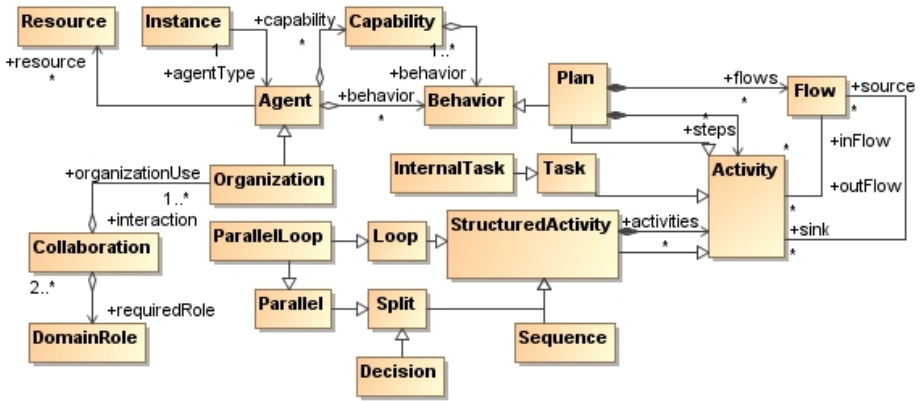 Resource
Instance
+capability
*
Capability
1
1..*
+resource
*
+agentType
+behavior
Agent
+behavior
*
Behavior
Plan
+flows
*
Flow
+source
*
*
+steps
*
+inFlow
+organizationUse
1..*
Organization
InternalTask
Task
Activity
+outFlow
*
+interaction
Collaboration
2..*
ParallelLoop
Loop
StructuredActivity
+activities
*
+sink
*
+requiredRole
DomainRole
Parallel
Split
Sequence
Decision